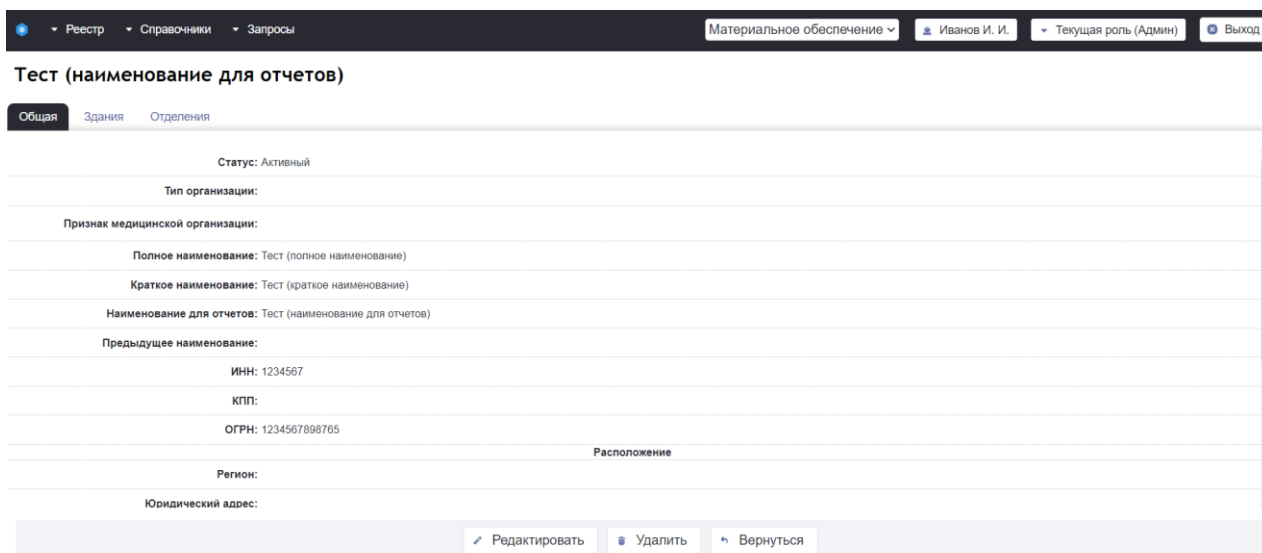 Реестр Справочники Запросы Материальное обеспечение Иванов И. И. Текущая роль (Админ) Выход
Тест (наименование для отчетов)
Общая Здания Отделения
Статус: Активный
Тип организации:
Признак медицинской организации:
Полное наименование: Тест (полное наименование)
Краткое наименование: Тест (краткое наименование)
Наименование для отчетов: Тест (наименование для отчетов)
Предыдущее наименование:
ИНН: 1234567
КПП:
ОГРН: 1234567898765
Расположение
Регион:
Юридический адрес:
Редактировать Удалить Вернуться